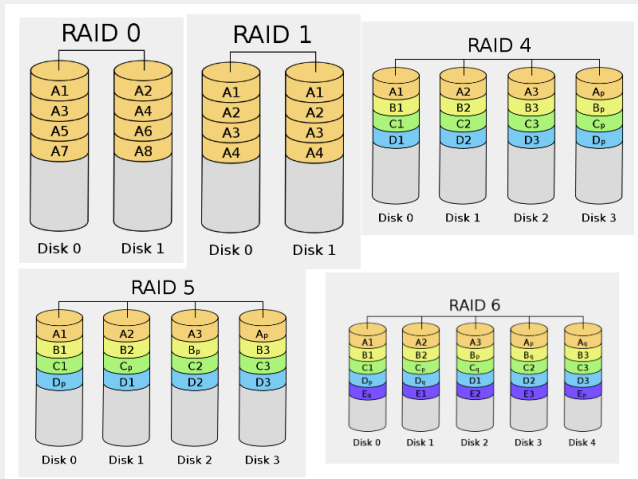 RAID 0
A1 A2
A3 A4
A5 A6
A7 A8
Disk 0 Disk 1
RAID 1
A1 A1
A2 A2
A3 A3
A4 A4
Disk 0 Disk 1
RAID 4
A1 A2 A3 Ap
B1 B2 B3 Bp
C1 C2 C3 Cp
D1 D2 D3 Dp
Disk 0 Disk 1 Disk 2 Disk 3
RAID 5
A1 A2 A3 Ap
B1 B2 Bp B3
C1 Cp C2 C3
Dp D1 D2 D3
Disk 0 Disk 1 Disk 2 Disk 3
RAID 6
A1 A2 A3 Ap Aq
B1 B2 Bp Bq B3
C1 Cp Cq C2 C3
Dp Dq D1 D2 D3
Eq E1 E2 E3 Ep
Disk 0 Disk 1 Disk 2 Disk 3 Disk 4